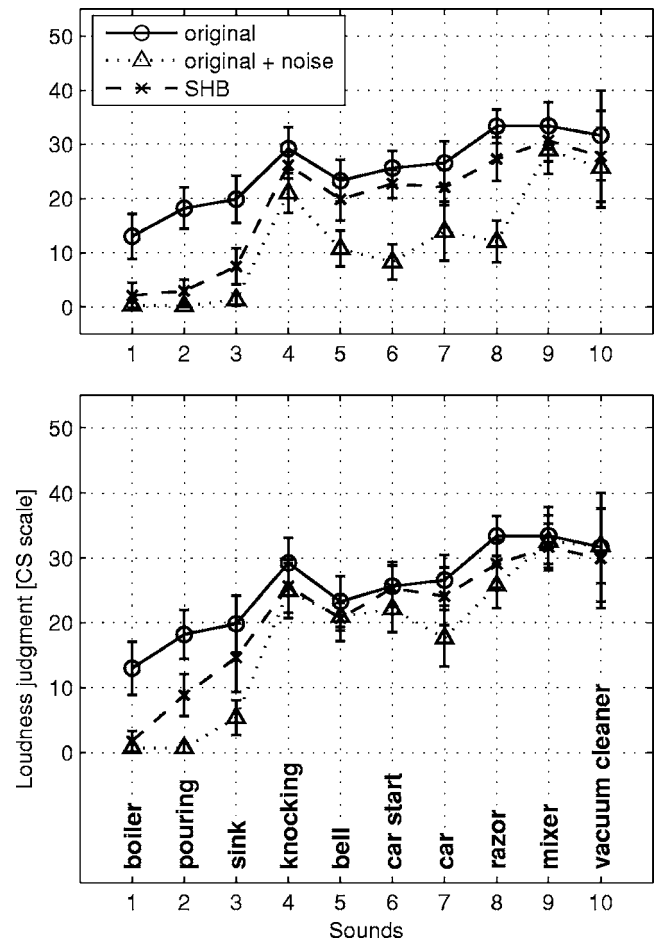 original
original + noise
SHB
50
40
30
20
10
0
1 2 3 4 5 6 7 8 9 10
Loudness judgment [CS scale]
50
40
30
20
10
0
boiler
pouring
sink
knocking
bell
car start
car
razor
mixer
vacuum cleaner
1 2 3 4 5 6 7 8 9 10
Sounds